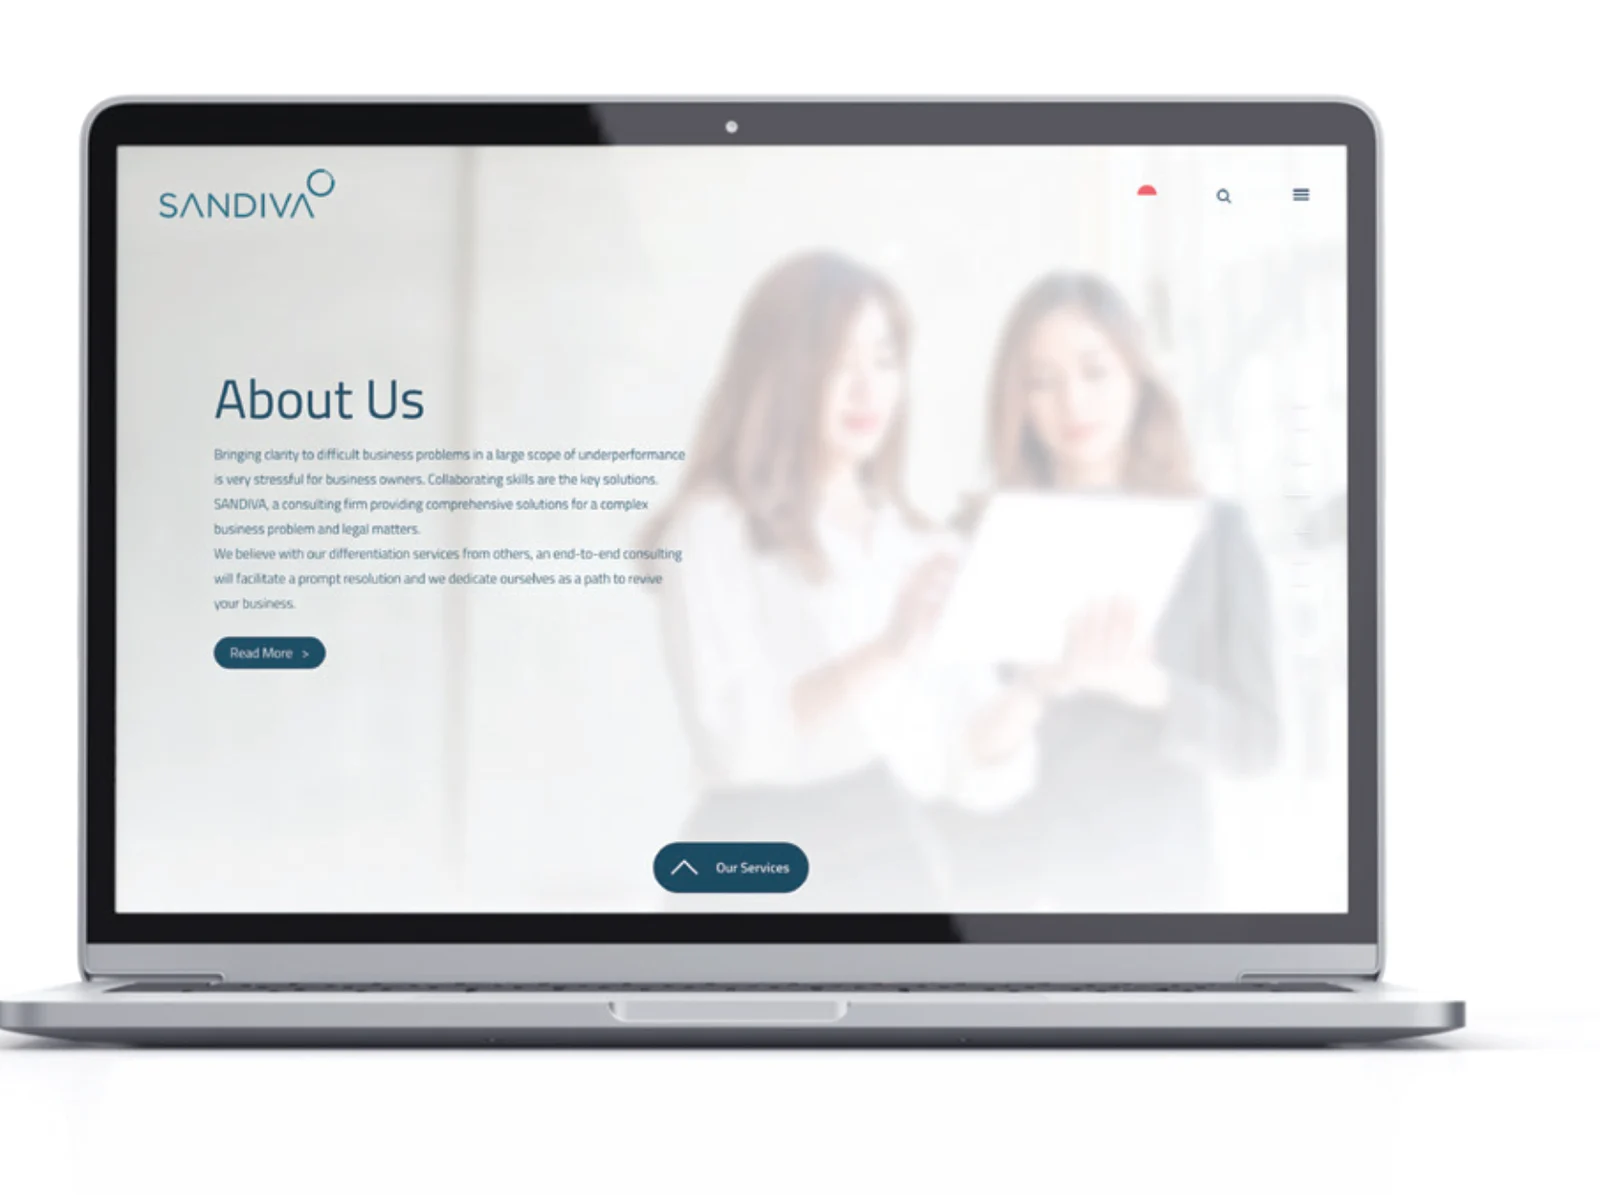 SANDIVA
About Us
Bringing clarity to difficult business problems in a large scope of underperformance
is very stressful for business owners. Collaborating skills are the key solutions.
SANDIVA, a consulting firm providing comprehensive solutions for a complex
business problem and legal matters.
We believe with our differentiation services from others, an end-to-end consulting
will facilitate a prompt resolution and we dedicate ourselves as a path to revive
your business.
Read More >
Our Services